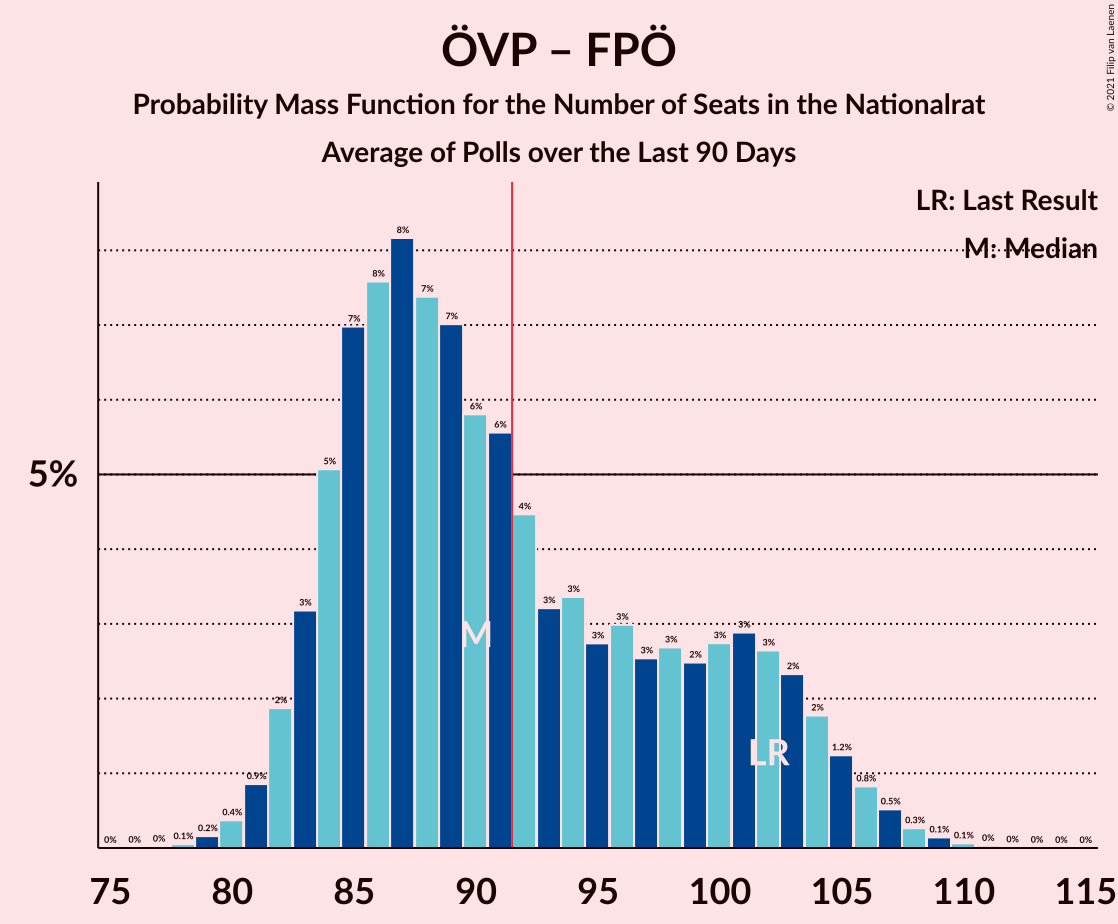 ÖVP – FPÖ
Probability Mass Function for the Number of Seats in the Nationalrat
Average of Polls over the Last 90 Days
© 2021 Filip van Laenen
LR: Last Result
M: Median
5%
0% 0% 0% 0.1% 0.2% 0.4% 0.9% 2% 3% 5% 7% 8% 8% 7% 7% 6% 6% 4% 3% 3% 3% 3% 3% 3% 2% 3% 3% 3% 2% 2% 1.2% 0.8% 0.5% 0.3% 0.1% 0.1% 0% 0% 0% 0% 0%
M
LR
75 80 85 90 95 100 105 110 115